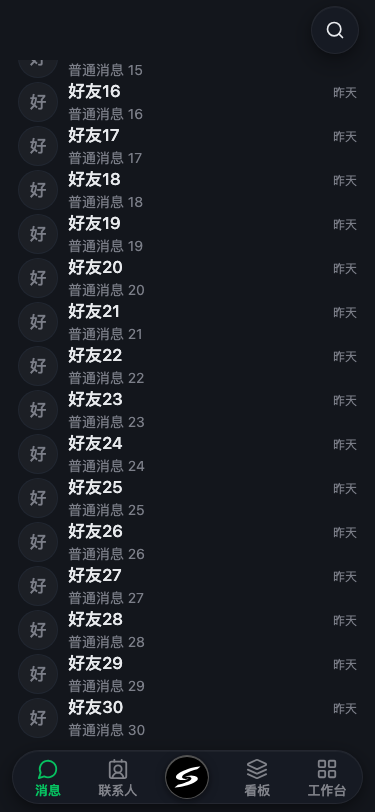 普通消息 15
好
好友16 昨天
普通消息 16
好
好友17 昨天
普通消息 17
好
好友18 昨天
普通消息 18
好
好友19 昨天
普通消息 19
好
好友20 昨天
普通消息 20
好
好友21 昨天
普通消息 21
好
好友22 昨天
普通消息 22
好
好友23 昨天
普通消息 23
好
好友24 昨天
普通消息 24
好
好友25 昨天
普通消息 25
好
好友26 昨天
普通消息 26
好
好友27 昨天
普通消息 27
好
好友28 昨天
普通消息 28
好
好友29 昨天
普通消息 29
好
好友30 昨天
普通消息 30
消息 联系人 看板 工作台